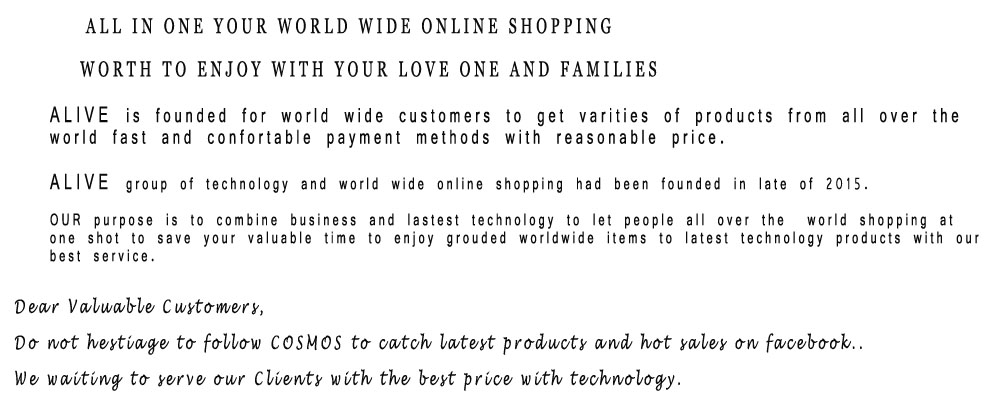 ALL IN ONE YOUR WORLD WIDE ONLINE SHOPPING
WORTH TO ENJOY WITH YOUR LOVE ONE AND FAMILIES
ALIVE is founded for world wide customers to get varities of products from all over the
world fast and confortable payment methods with reasonable price.
ALIVE group of technology and world wide online shopping had been founded in late of 2015.
OUR purpose is to combine business and lastest technology to let people all over the world shopping at
one shot to save your valuable time to enjoy grouded worldwide items to latest technology products with our
best service.
Dear Valuable Customers,
Do not hestiage to follow COSMOS to catch latest products and hot sales on facebook..
We waiting to serve our Clients with the best price with technology.